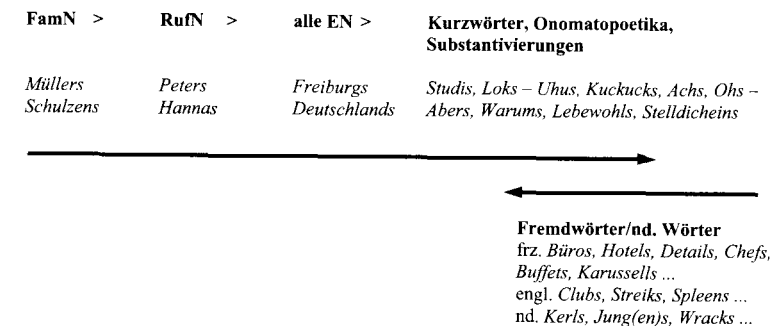 FamN > RufN > alle EN > Kurzwörter, Onomatopoetika,
Substantivierungen
Müllers Peters Freiburgs Studis, Loks – Uhus, Kuckucks, Achs, Ohs –
Schulzens Hannas Deutschlands Abers, Warums, Lebewohls, Stelldicheins
Fremdwörter/nd. Wörter
frz. Büros, Hotels, Details, Chefs,
Buffets, Karussells ...
engl. Clubs, Streiks, Spleens ...
nd. Kerls, Jung(en)s, Wracks ...